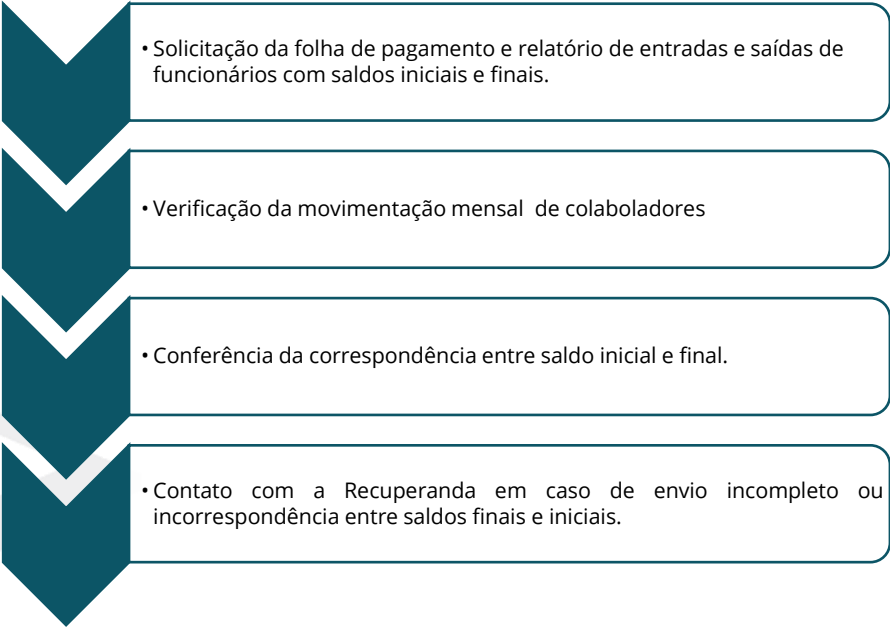 • Solicitação da folha de pagamento e relatório de entradas e saídas de
funcionários com saldos iniciais e finais.
• Verificação da movimentação mensal de colaboladores
• Conferência da correspondência entre saldo inicial e final.
• Contato com a Recuperanda em caso de envio incompleto ou
incorrespondência entre saldos finais e iniciais.